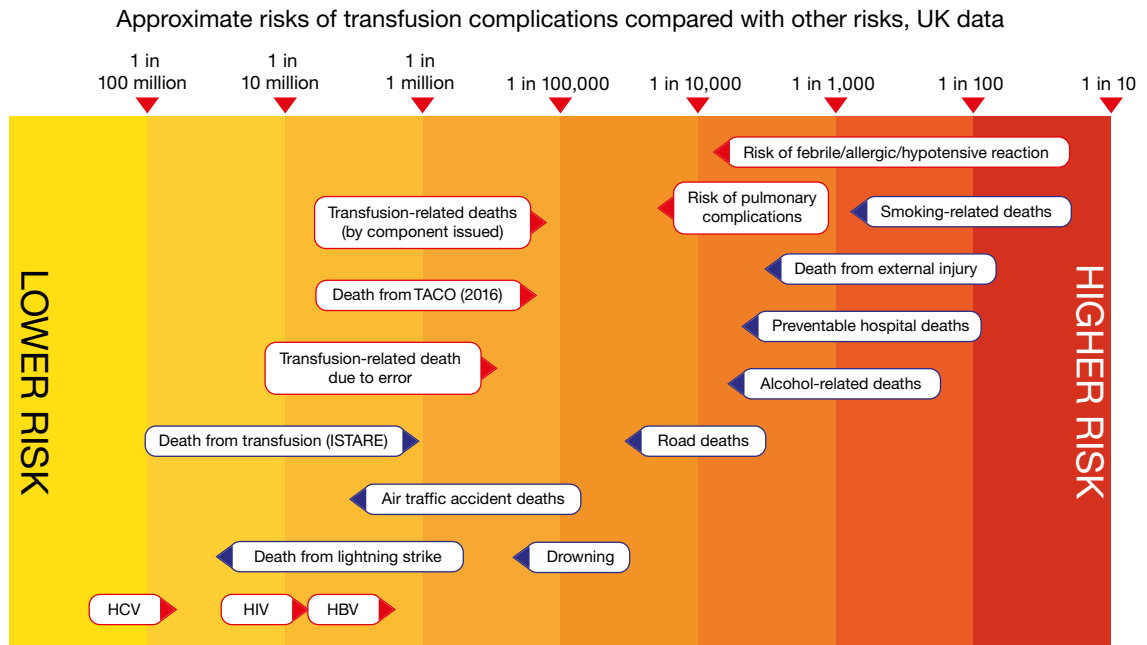 Approximate risks of transfusion complications compared with other risks, UK data
1 in
100 million
1 in
10 million
1 in
1 million
1 in 100,000
1 in 10,000
1 in 1,000
1 in 100
1 in 10
Risk of febrile/allergic/hypotensive reaction
Transfusion-related deaths
(by component issued)
Risk of pulmonary
complications
Smoking-related deaths
Death from external injury
Death from TACO (2016)
Preventable hospital deaths
Transfusion-related death
due to error
Alcohol-related deaths
Death from transfusion (ISTARE)
Road deaths
Air traffic accident deaths
Death from lightning strike
Drowning
HCV
HIV
HBV
LOWER RISK
HIGHER RISK